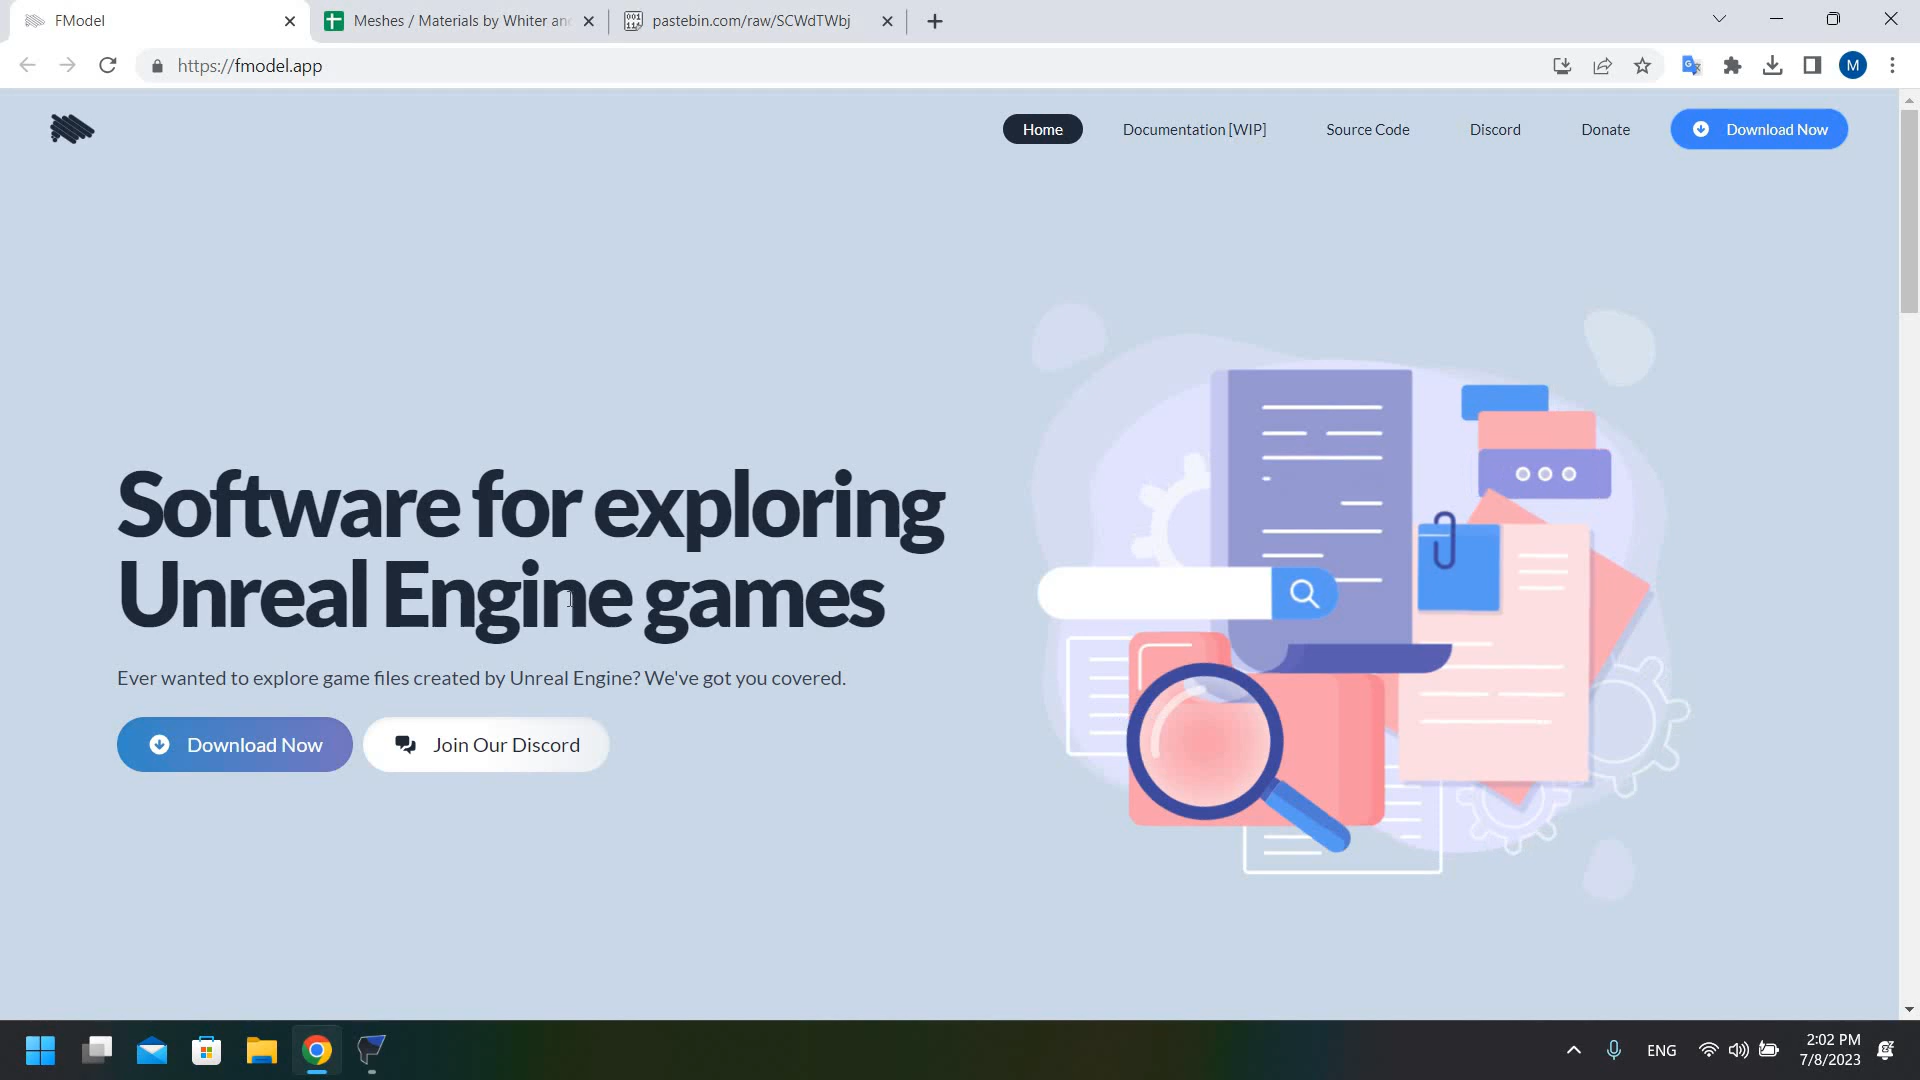 FModel
Meshes / Materials by Whiter an
pastebin.com/raw/SCWdTWbj
https://fmodel.app
M
Home
Documentation [WIP]
Source Code
Discord
Donate
Download Now
Software for exploring
Unreal Engine games
Ever wanted to explore game files created by Unreal Engine? We've got you covered.
Download Now
Join Our Discord
ENG
2:02 PM
7/8/2023